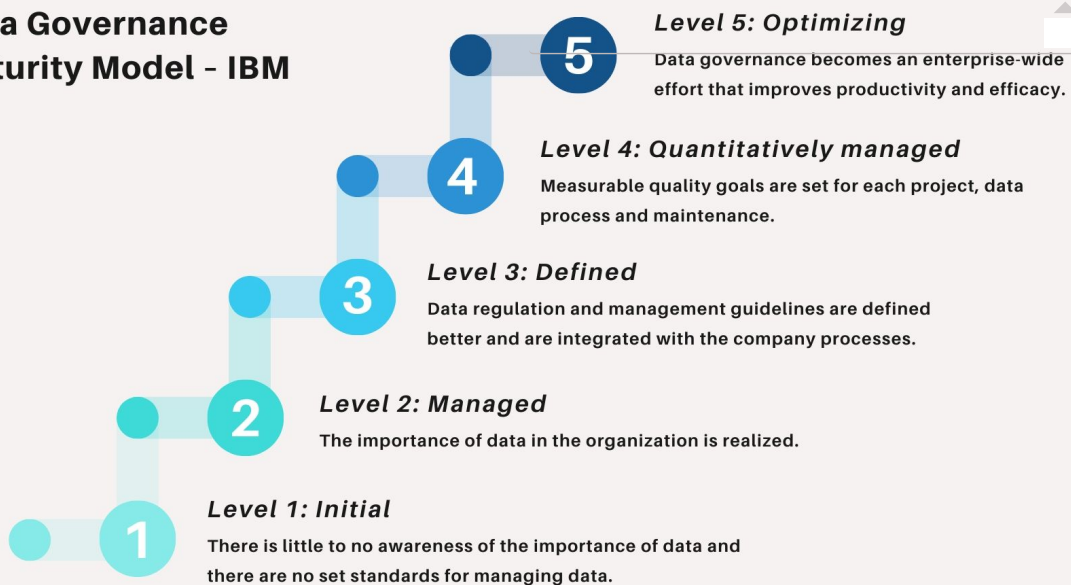 a Governance
turity Model – IBM
5
Level 5: Optimizing
Data governance becomes an enterprise-wide
effort that improves productivity and efficacy.
4
Level 4: Quantitatively managed
Measurable quality goals are set for each project, data
process and maintenance.
3
Level 3: Defined
Data regulation and management guidelines are defined
better and are integrated with the company processes.
2
Level 2: Managed
The importance of data in the organization is realized.
1
Level 1: Initial
There is little to no awareness of the importance of data and
there are no set standards for managing data.